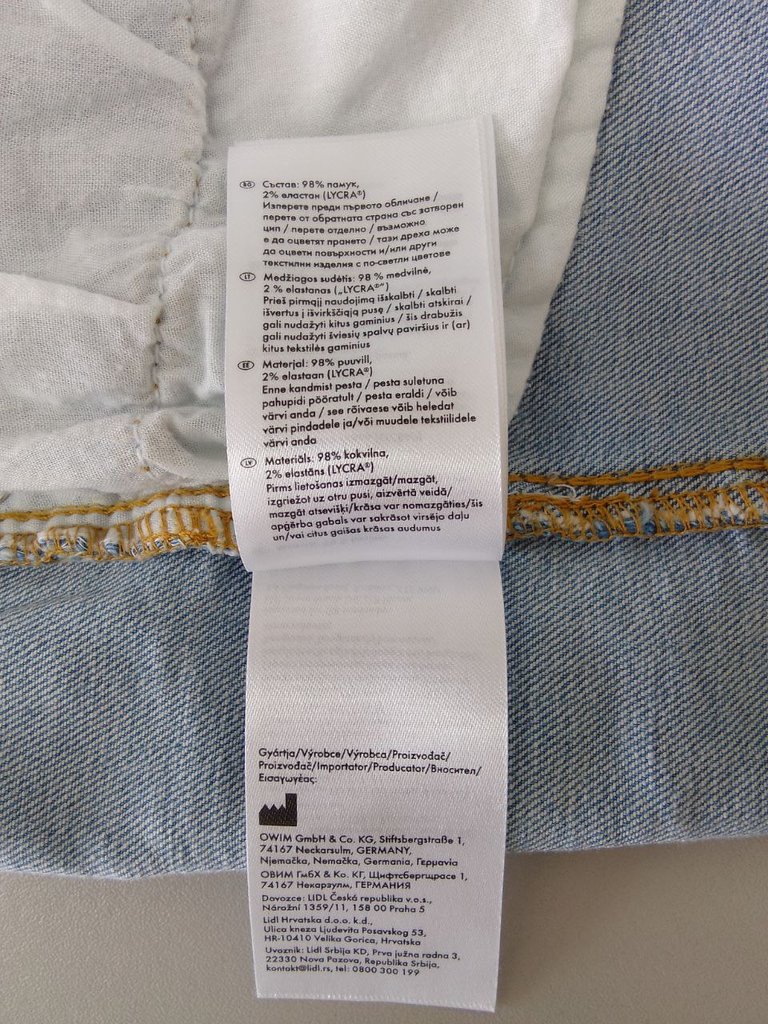 BG Състав: 98% памук,
2% еластан (LYCRA®)
Изперете преди първото обличане /
перете от обратната страна със затворен
цип / перете отделно / възможно
е да оцветят прането / тази дреха може
да оцвети повърхности и/или други
текстилни изделия с по-светли цветове
LT Medžiagos sudėtis: 98 % medvilnė,
2 % elastanas („LYCRA®“)
Prieš pirmąjį naudojimą išskalbti / skalbti
išvertus į išvirkščiąją pusę / skalbti atskirai /
gali nudažyti kitus gaminius / šis drabužis
gali nudažyti šviesių spalvų paviršius ir (ar)
kitus tekstilės gaminius
EE Materjal: 98% puuvill,
2% elastaan (LYCRA®)
Enne kandmist pesta / pesta suletuna
pahupidi pööratult / pesta eraldi / võib
värvi anda / see rõivaese võib heledat
värvi pindadele ja/või muudele tekstiilidele
värvi anda
LV Materiāls: 98% kokvilna,
2% elastāns (LYCRA®)
Pirms lietošanas izmazgāt/mazgāt,
izgriežot uz otru pusi, aizvērtā veidā/
mazgāt atsevišķi/krāsa var nomazgāties/šis
apģērba gabals var sakrāsot virsējo daļu
un/vai citus gaišas krāsas audumus
Gyártja/Výrobce/Výrobca/Proizvođač/
Proizvođač/Importator/Producator/Вносител/
Εισαγωγέας:
OWIM GmbH & Co. KG, Stiftsbergstraße 1,
74167 Neckarsulm, GERMANY,
Njemačka, Nemačka, Germania, Γερμανία
ОВИМ ГмбХ & Ко. КГ, Щифтсбергщрасе 1,
74167 Некарзулм, ГЕРМАНИЯ
Dovozce: LIDL Česká republika v.o.s.,
Nárožní 1359/11, 158 00 Praha 5
Lidl Hrvatska d.o.o. k.d.,
Ulica kneza Ljudevita Posavskog 53,
HR-10410 Velika Gorica, Hrvatska
Uvoznik: Lidl Srbija KD, Prva južna radna 3,
22330 Nova Pazova, Republika Srbija,
kontakt@lidl.rs, tel: 0800 300 199